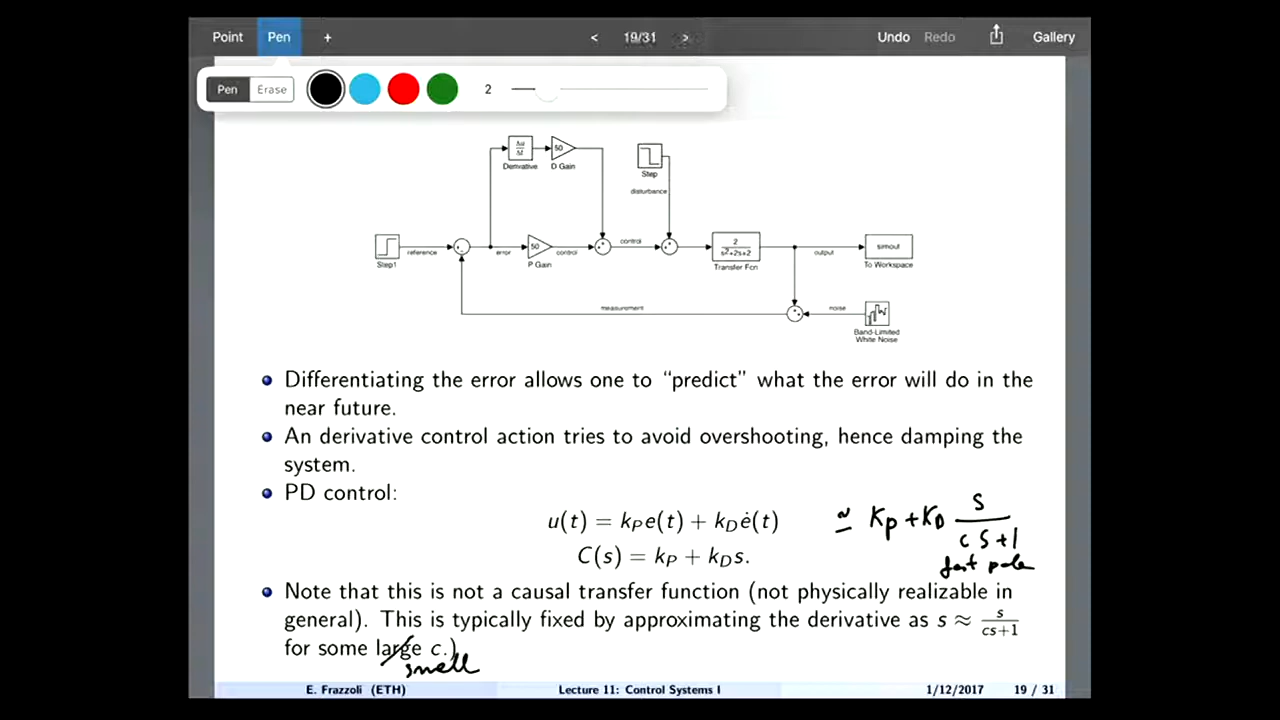 Point Pen + < 19/31 > Undo Redo Gallery
Pen Erase 2
Δu
Δt
50
Derivative D Gain
Step
disturbance
Step1
reference
error
50
P Gain
control
control
2
s²+2s+2
Transfer Fcn
output
simout
To Workspace
measurement
noise
Band-Limited
White Noise
Differentiating the error allows one to “predict” what the error will do in the
near future.
An derivative control action tries to avoid overshooting, hence damping the
system.
PD control:
u(t) = kPe(t) + kDė(t)
C(s) = kP + kDs.
≃ KP + KD s/(cs+1)
fast pole
Note that this is not a causal transfer function (not physically realizable in
general). This is typically fixed by approximating the derivative as s ≈ s/(cs+1)
for some large c.)
small
E. Frazzoli (ETH) Lecture 11: Control Systems I 1/12/2017 19 / 31